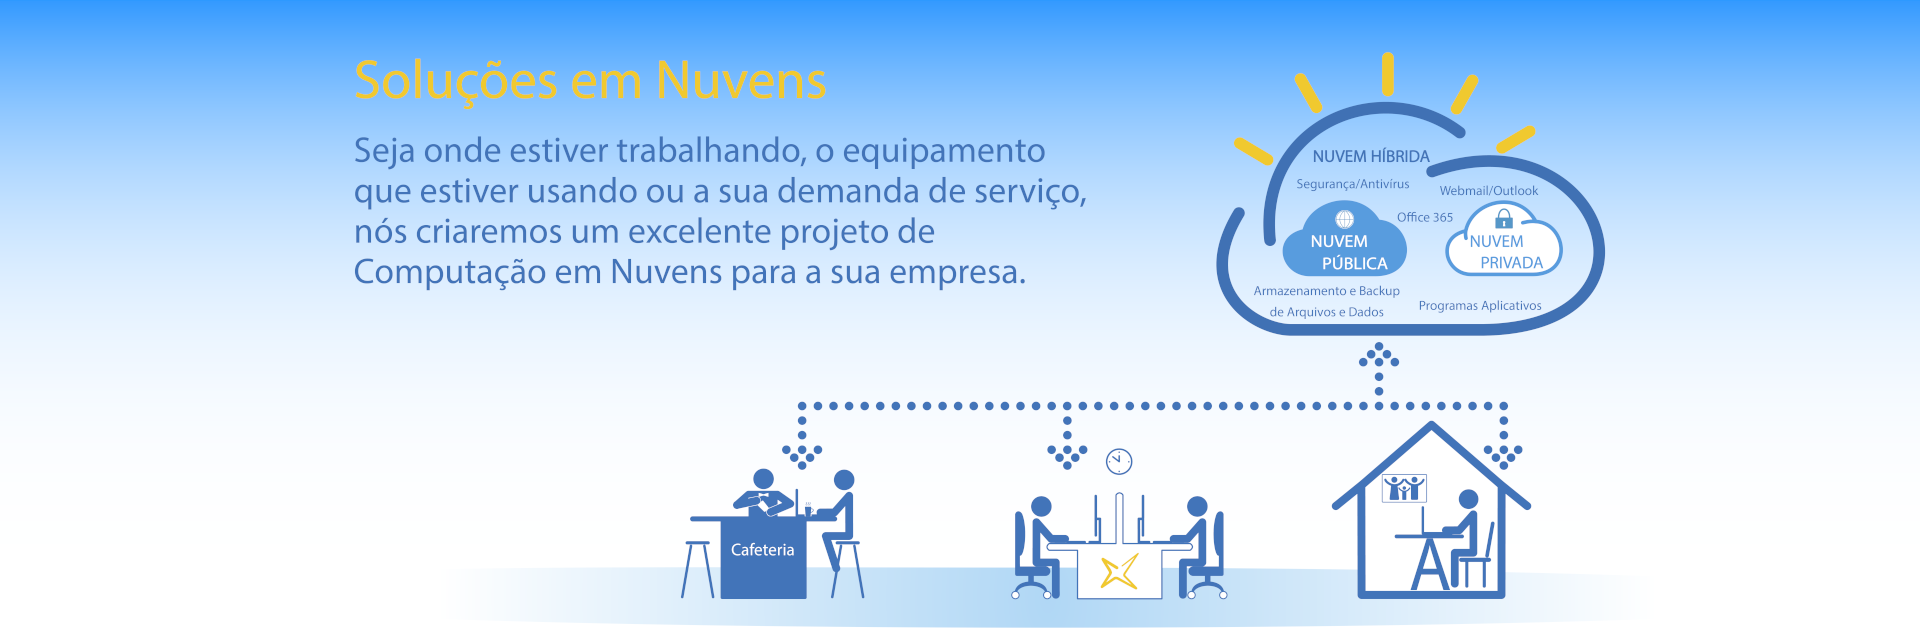 Soluções em Nuvens
Seja onde estiver trabalhando, o equipamento
que estiver usando ou a sua demanda de serviço,
nós criaremos um excelente projeto de
Computação em Nuvens para a sua empresa.
NUVEM HÍBRIDA
Segurança/Antivírus
Webmail/Outlook
Office 365
NUVEM
PÚBLICA
NUVEM
PRIVADA
Armazenamento e Backup
de Arquivos e Dados
Programas Aplicativos
Cafeteria